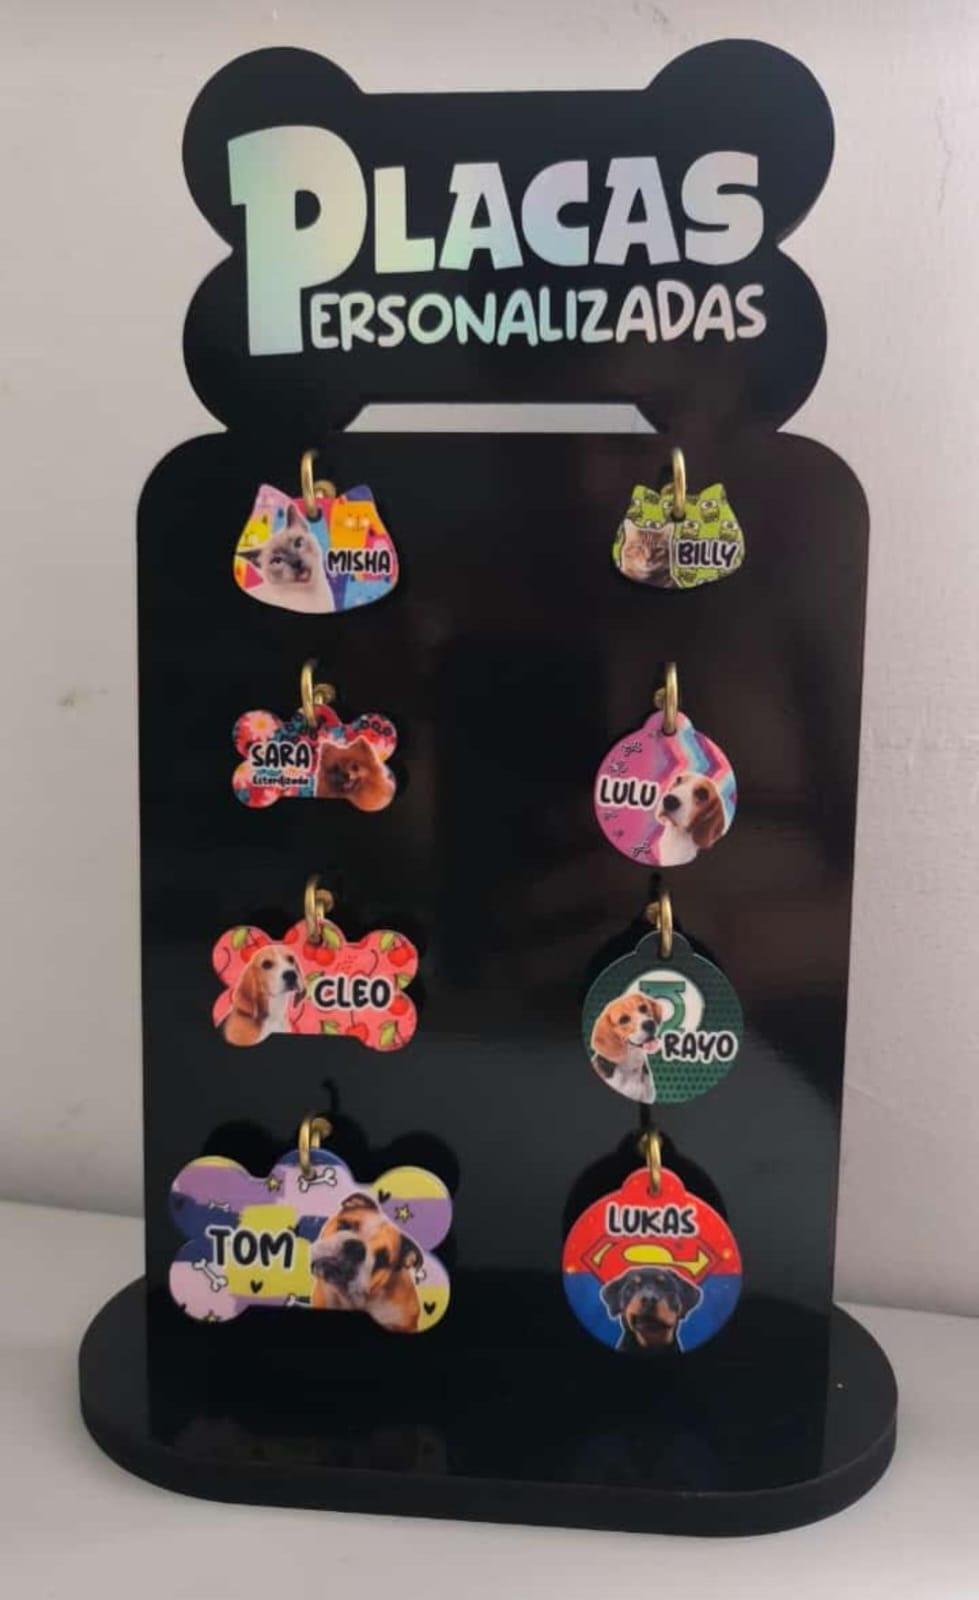 PLACAS
PERSONALIZADAS
MISHA
BILLY
SARA
Esterilizada
LULU
CLEO
RAYO
TOM
LUKAS